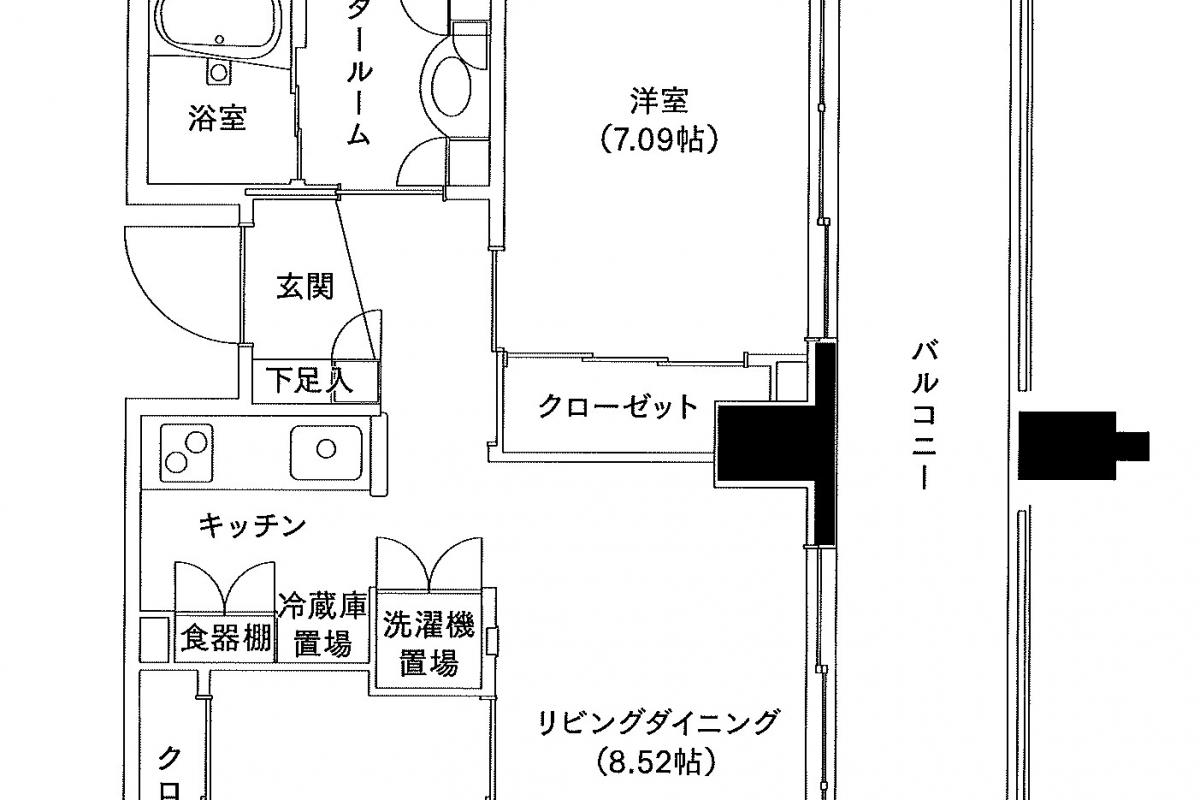 タールーム
浴室
洋室
(7.09帖)
玄関
下足入
クローゼット
バルコニー
キッチン
冷蔵庫
置場
食器棚
洗濯機
置場
リビングダイニング
(8.52帖)
クロ